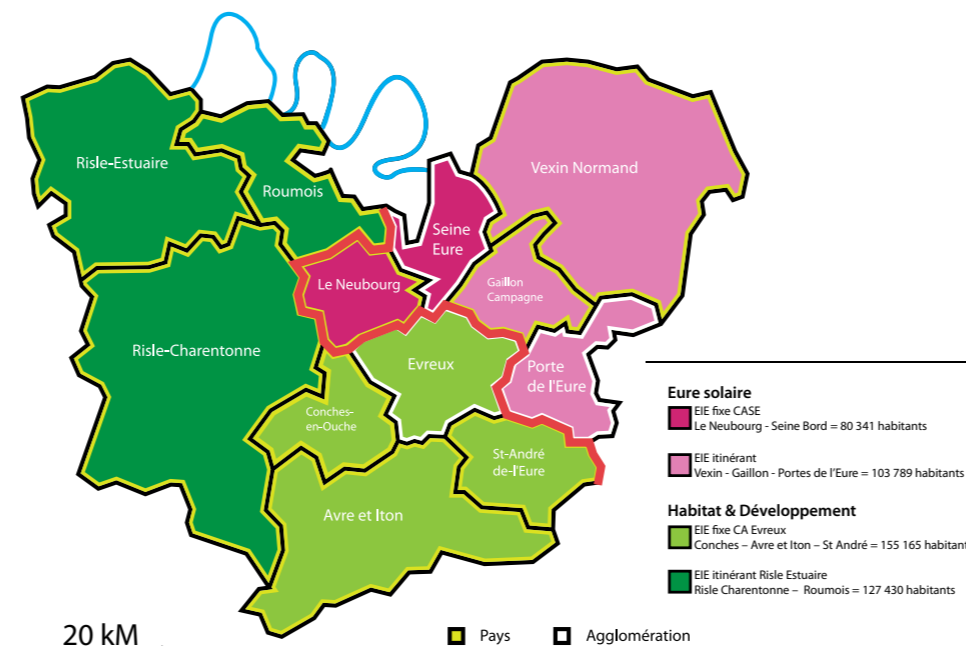 Risle-Estuaire
Roumois
Vexin Normand
Seine
Eure
Le Neubourg
Gaillon
Campagne
Risle-Charentonne
Evreux
Porte
de l'Eure
Conches-
en-Ouche
St-André
de-l'Eure
Avre et Iton
Eure solaire
EIE fixe CASE
Le Neubourg - Seine Bord = 80 341 habitants
EIE itinérant
Vexin - Gaillon - Portes de l'Eure = 103 789 habitants
Habitat & Développement
EIE fixe CA Evreux
Conches – Avre et Iton – St André = 155 165 habitant
EIE itinérant Risle Estuaire
Risle Charentonne – Roumois = 127 430 habitants
20 kM
Pays
Agglomération